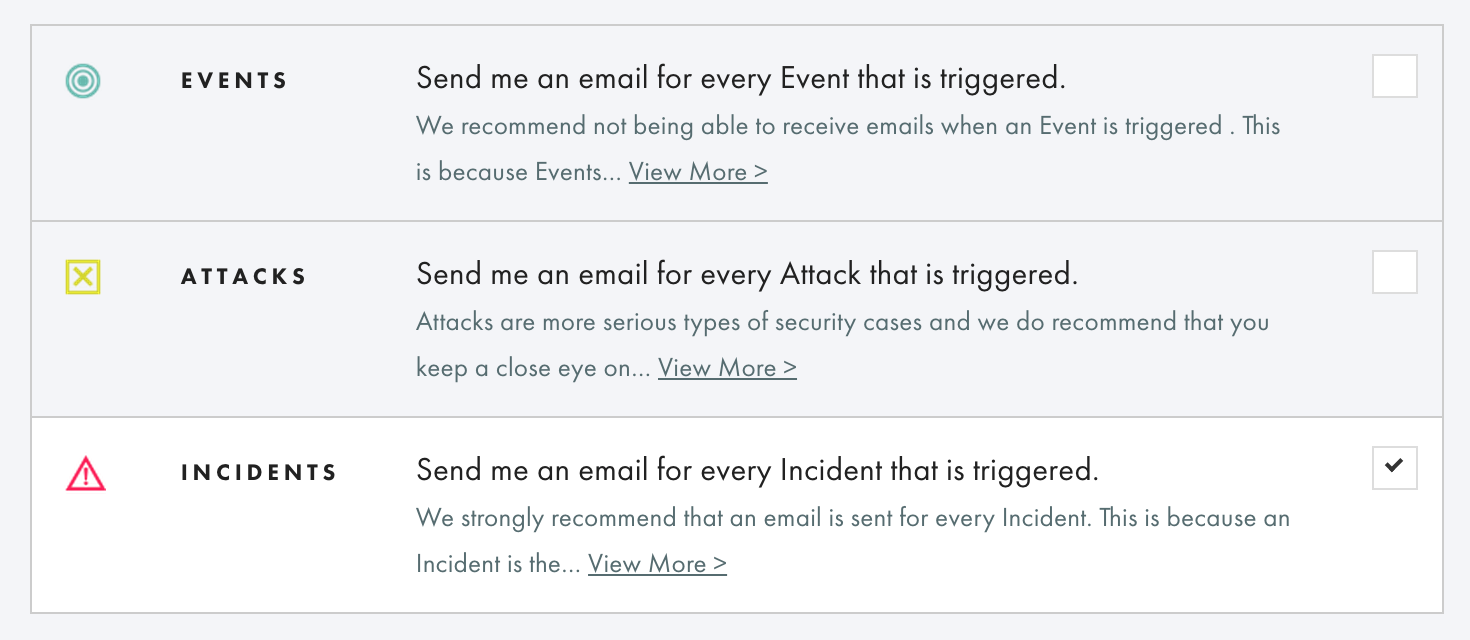 EVENTS
Send me an email for every Event that is triggered.
We recommend not being able to receive emails when an Event is triggered . This
is because Events... View More >
ATTACKS
Send me an email for every Attack that is triggered.
Attacks are more serious types of security cases and we do recommend that you
keep a close eye on... View More >
INCIDENTS
Send me an email for every Incident that is triggered.
We strongly recommend that an email is sent for every Incident. This is because an
Incident is the... View More >